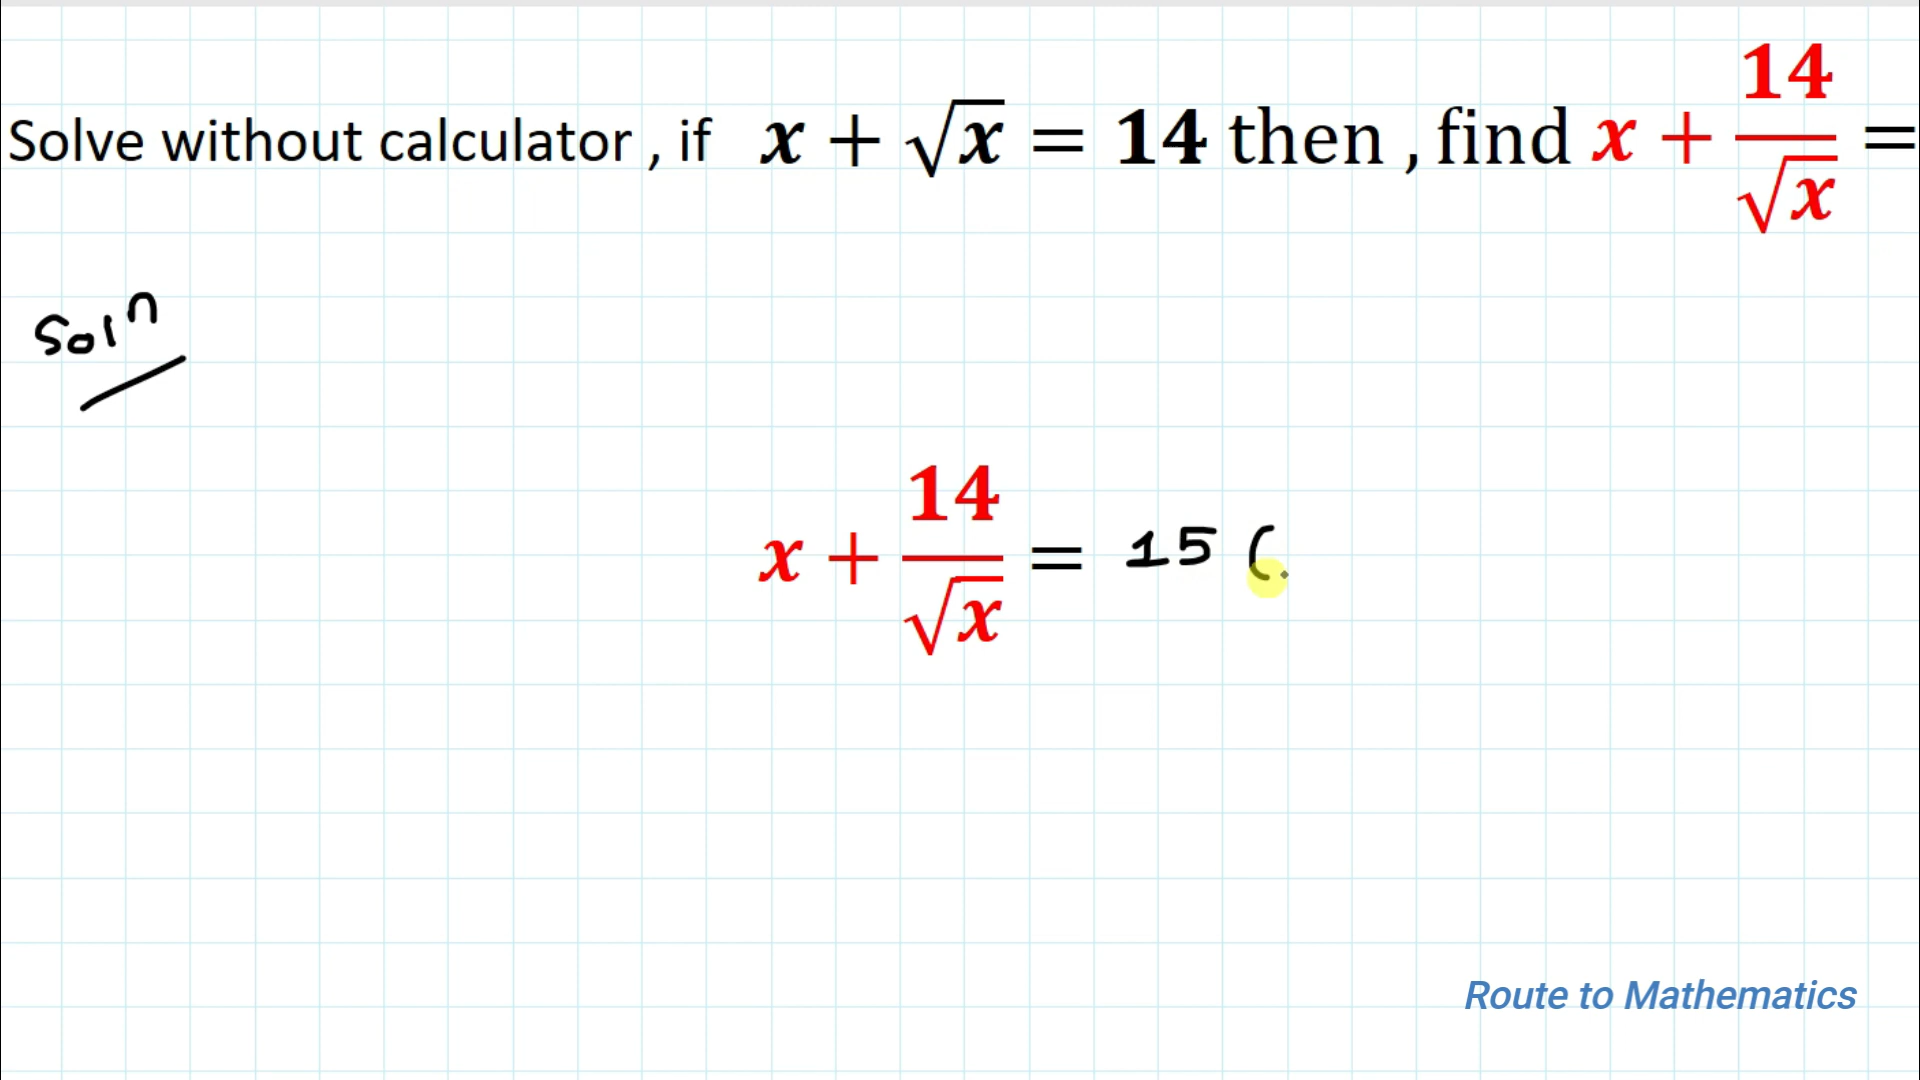 Solve without calculator , if x + √x = 14 then , find x + 14/√x =
Solⁿ
x + 14/√x = 15 (
Route to Mathematics